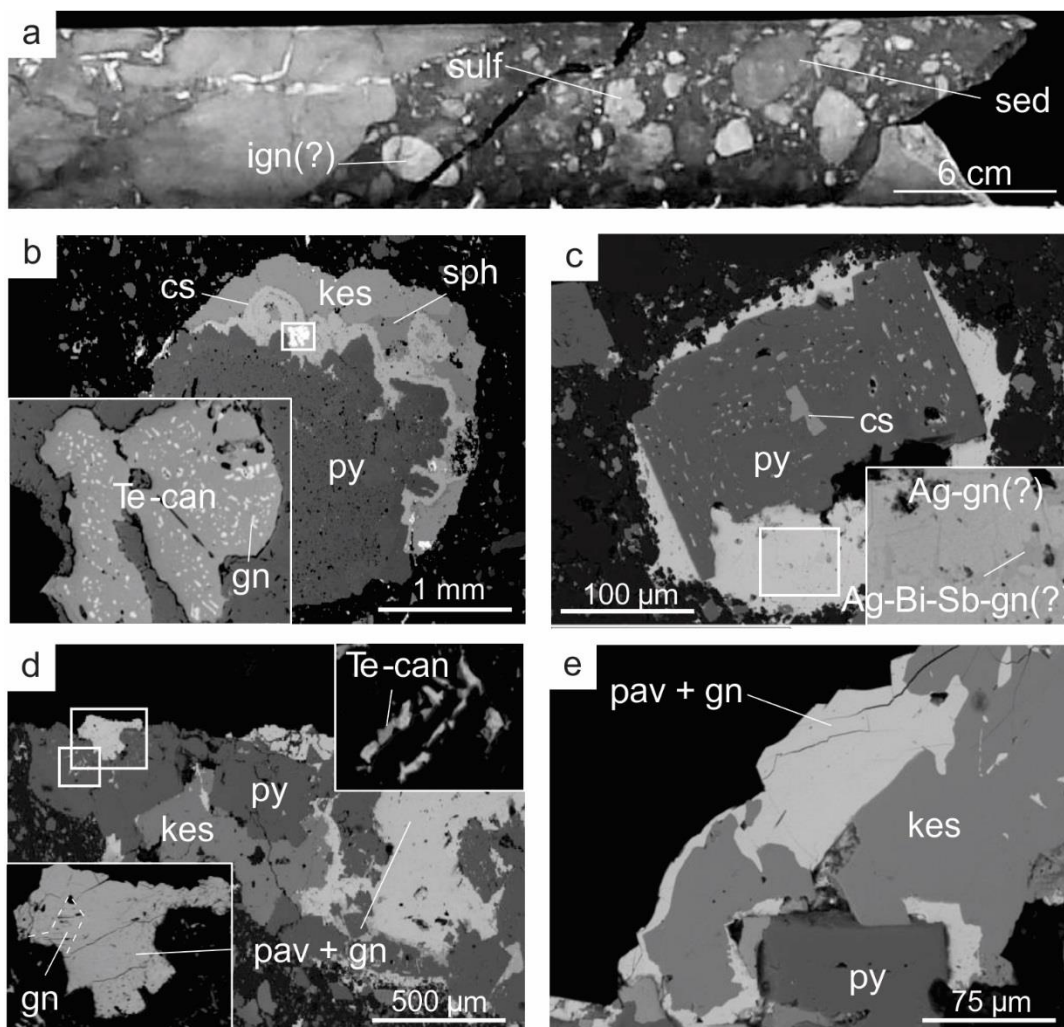 a
sulf
sed
ign(?)
6 cm
b
cs
kes
sph
py
Te-can
gn
1 mm
c
cs
py
Ag-gn(?)
Ag-Bi-Sb-gn(?
100 µm
d
Te-can
py
kes
pav + gn
gn
500 µm
e
pav + gn
kes
py
75 µm